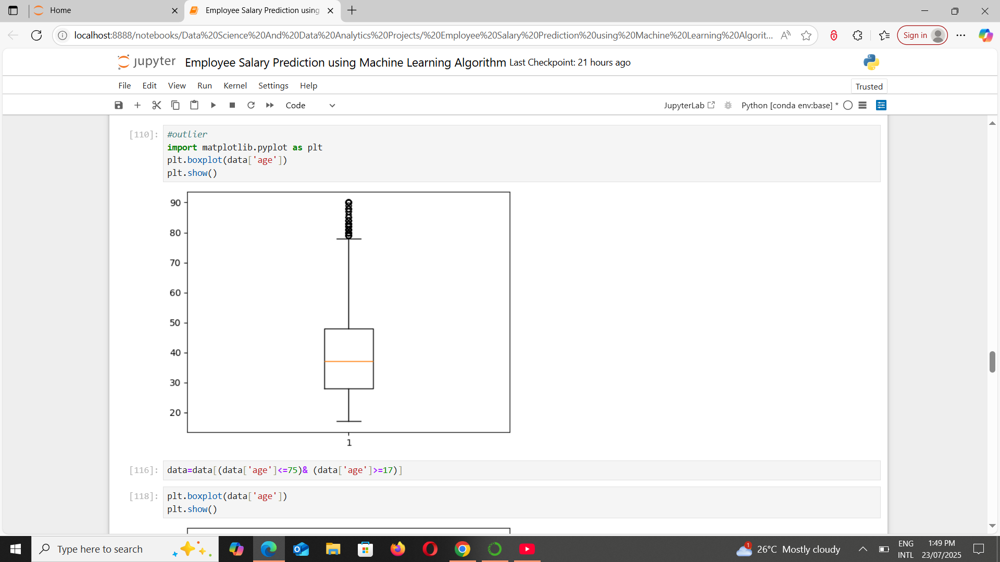 Home
Employee Salary Prediction using
localhost:8888/notebooks/Data%20Science%20And%20Data%20Analytics%20Projects/%20Employee%20Salary%20Prediction%20using%20Machine%20Learning%20Algorit...
Sign in
jupyter Employee Salary Prediction using Machine Learning Algorithm Last Checkpoint: 21 hours ago
File Edit View Run Kernel Settings Help
Trusted
Code
JupyterLab
Python [conda env:base] *
[110]:
#outlier
import matplotlib.pyplot as plt
plt.boxplot(data['age'])
plt.show()
90
80
70
60
50
40
30
20
1
[116]: data=data[(data['age']<=75)& (data['age']>=17)]
[118]: plt.boxplot(data['age'])
plt.show()
Type here to search
1
26°C Mostly cloudy
ENG
INTL
1:49 PM
23/07/2025